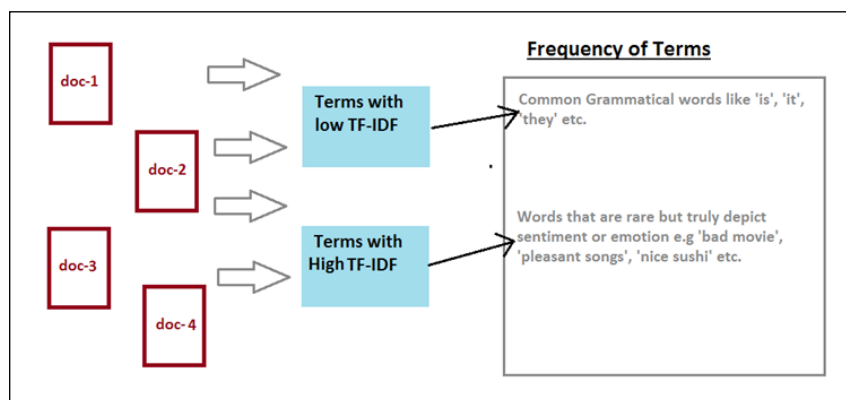 Frequency of Terms
doc-1
Terms with
low TF-IDF
Common Grammatical words like 'is', 'it',
'they' etc.
doc-2
doc-3
Terms with
High TF-IDF
Words that are rare but truly depict
sentiment or emotion e.g 'bad movie',
'pleasant songs', 'nice sushi' etc.
doc-4